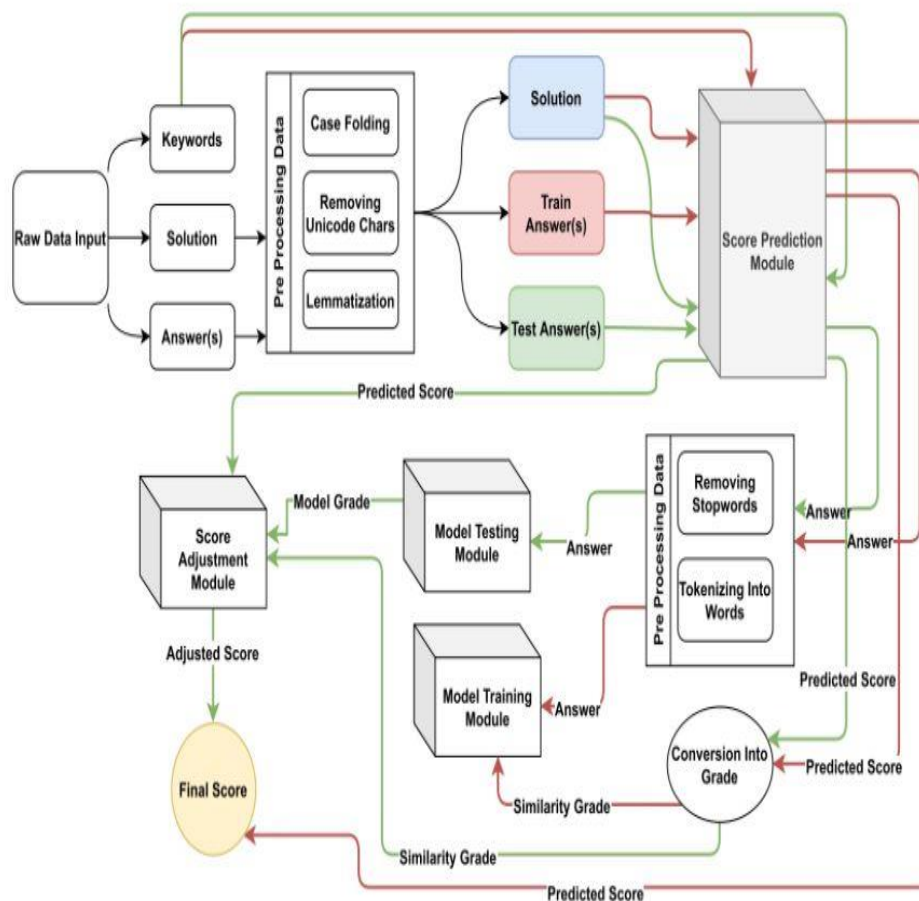 Keywords
Raw Data Input
Solution
Answer(s)
Pre Processing Data
Case Folding
Removing
Unicode Chars
Lemmatization
Solution
Train
Answer(s)
Test Answer(s)
Score Prediction
Module
Predicted Score
Score
Adjustment
Module
Model Grade
Model Testing
Module
Answer
Pre Processing Data
Removing
Stopwords
Tokenizing Into
Words
Answer
Answer
Adjusted Score
Model Training
Module
Answer
Predicted Score
Final Score
Conversion Into
Grade
Predicted Score
Similarity Grade
Similarity Grade
Predicted Score